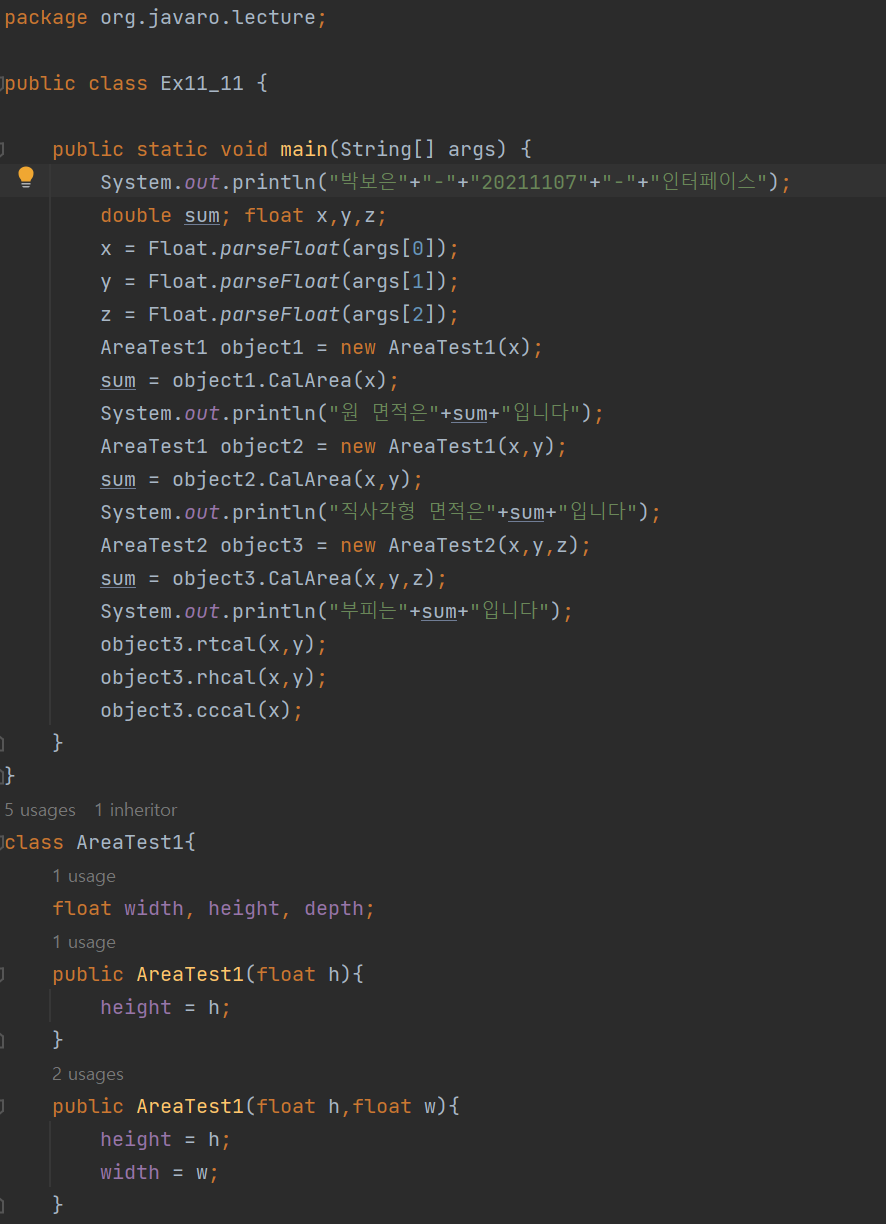 package org.javaro.lecture;
public class Ex11_11 {
public static void main(String[] args) {
System.out.println("박보은"+"-"+"20211107"+"-"+"인터페이스");
double sum; float x,y,z;
x = Float.parseFloat(args[0]);
y = Float.parseFloat(args[1]);
z = Float.parseFloat(args[2]);
AreaTest1 object1 = new AreaTest1(x);
sum = object1.CalArea(x);
System.out.println("원 면적은"+sum+"입니다");
AreaTest1 object2 = new AreaTest1(x,y);
sum = object2.CalArea(x,y);
System.out.println("직사각형 면적은"+sum+"입니다");
AreaTest2 object3 = new AreaTest2(x,y,z);
sum = object3.CalArea(x,y,z);
System.out.println("부피는"+sum+"입니다");
object3.rtcal(x,y);
object3.rhcal(x,y);
object3.cccal(x);
}
}
5 usages 1 inheritor
class AreaTest1{
1 usage
float width, height, depth;
1 usage
public AreaTest1(float h){
height = h;
}
2 usages
public AreaTest1(float h,float w){
height = h;
width = w;
}